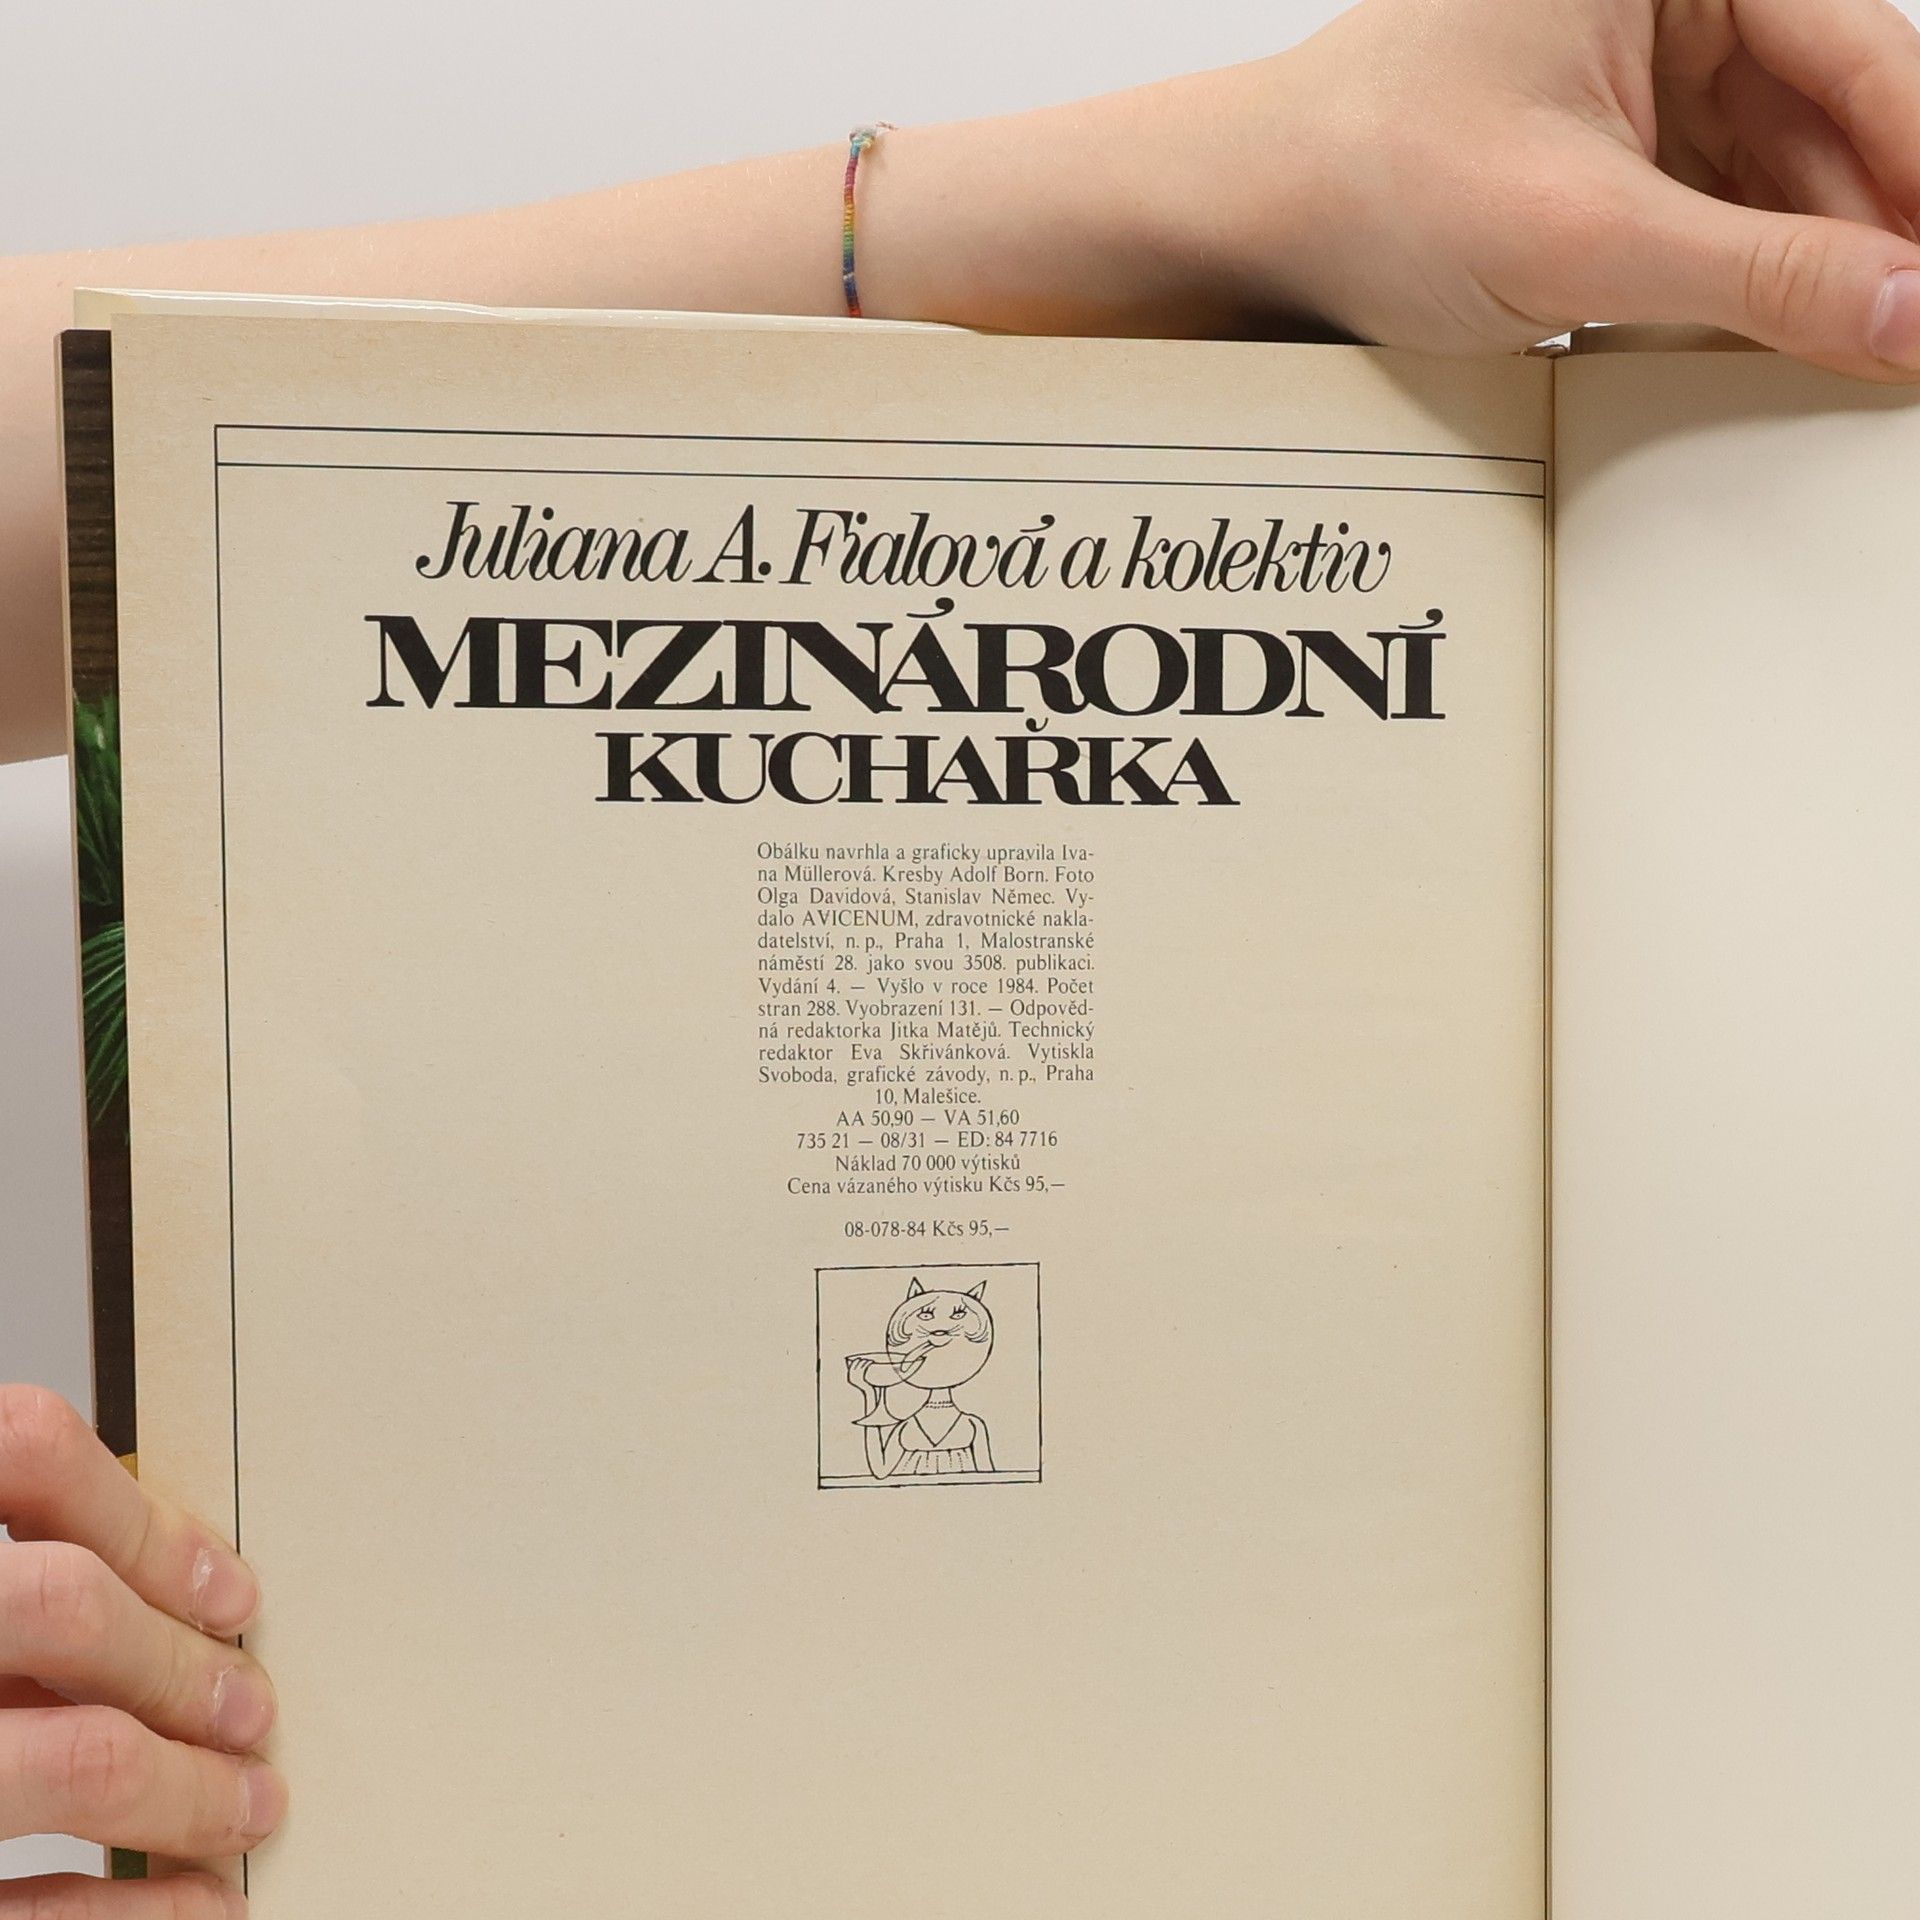 Juliana A. Fialová a kolektiv
MEZINÁRODNÍ
KUCHAŘKA
Obálku navrhla a graficky upravila Iva-
na Müllerová. Kresby Adolf Born. Foto
Olga Davidová, Stanislav Němec. Vy-
dalo AVICENUM, zdravotnické nakla-
datelství, n. p., Praha 1, Malostranské
náměstí 28. jako svou 3508. publikaci.
Vydání 4. — Vyšlo v roce 1984. Počet
stran 288. Vyobrazení 131. — Odpověd-
ná redaktorka Jitka Matějů. Technický
redaktor Eva Skřivánková. Vytiskla
Svoboda, grafické závody, n. p., Praha
10, Malešice.
AA 50,90 — VA 51,60
735 21 — 08/31 — ED: 84 7716
Náklad 70 000 výtisků
Cena vázaného výtisku Kčs 95,—
08-078-84 Kčs 95,—